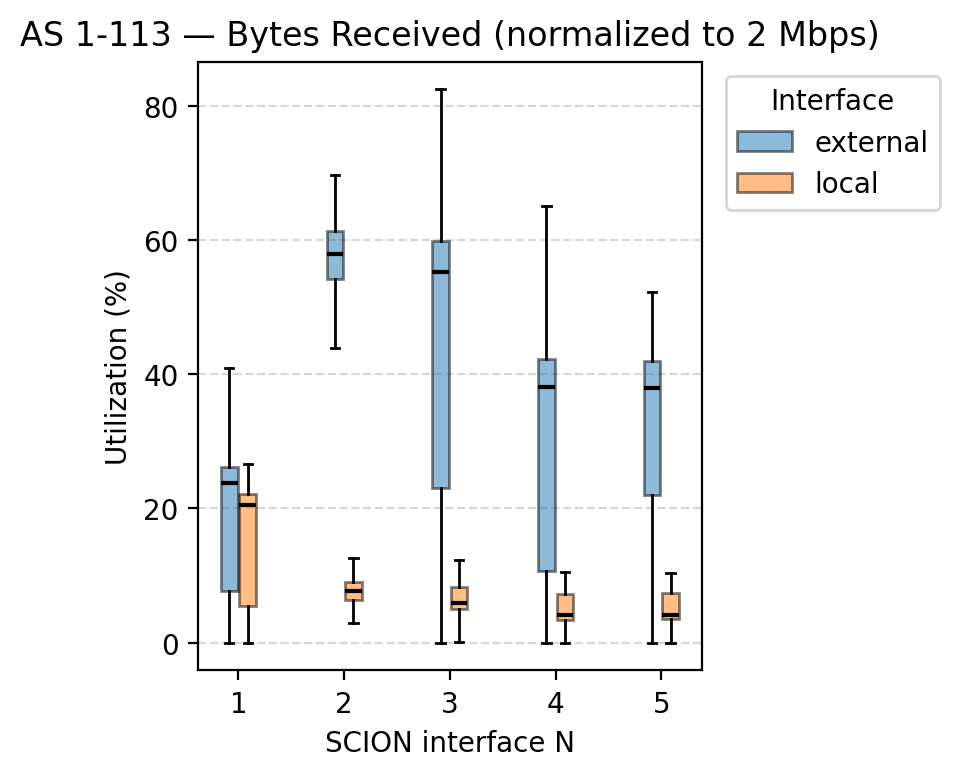 AS 1-113 — Bytes Received (normalized to 2 Mbps)
Interface
external
local
Utilization (%)
80
60
40
20
0
1 2 3 4 5
SCION interface N